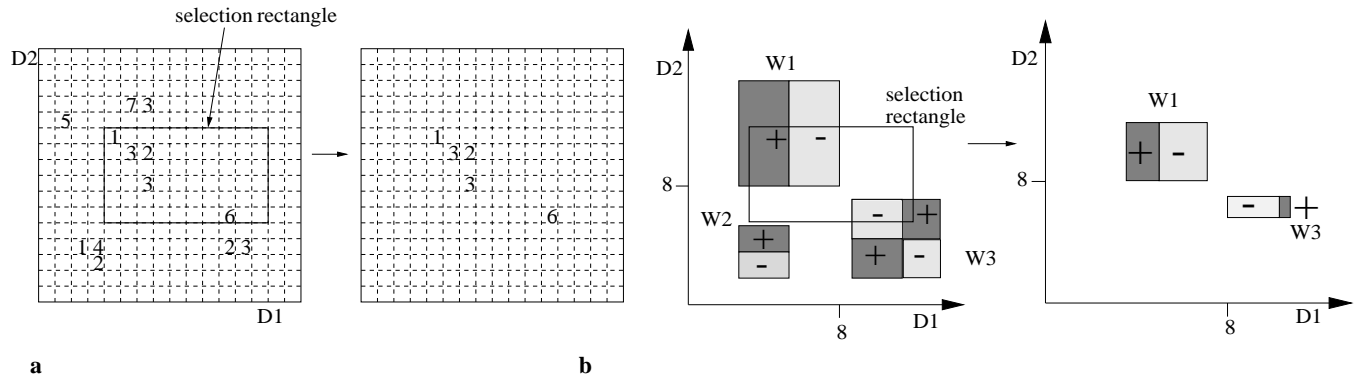 selection rectangle
D2
7 3
5
1
3 2
3
6
1 4
2 3
2
D1
1
3 2
3
6
a
D2
W1
selection
rectangle
+ -
8
W2
- +
+
-
+ -
W3
8
D1
D2
W1
+ -
8
- +
W3
8
D1
b